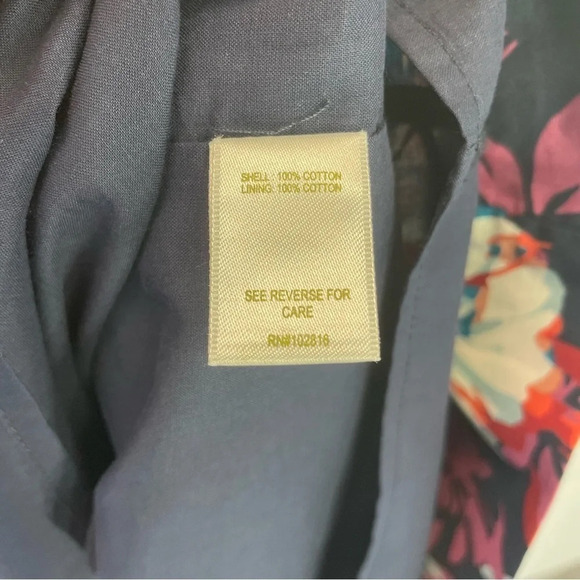 SHELL : 100% COTTON
LINING: 100% COTTON
SEE REVERSE FOR
CARE
RN#102816